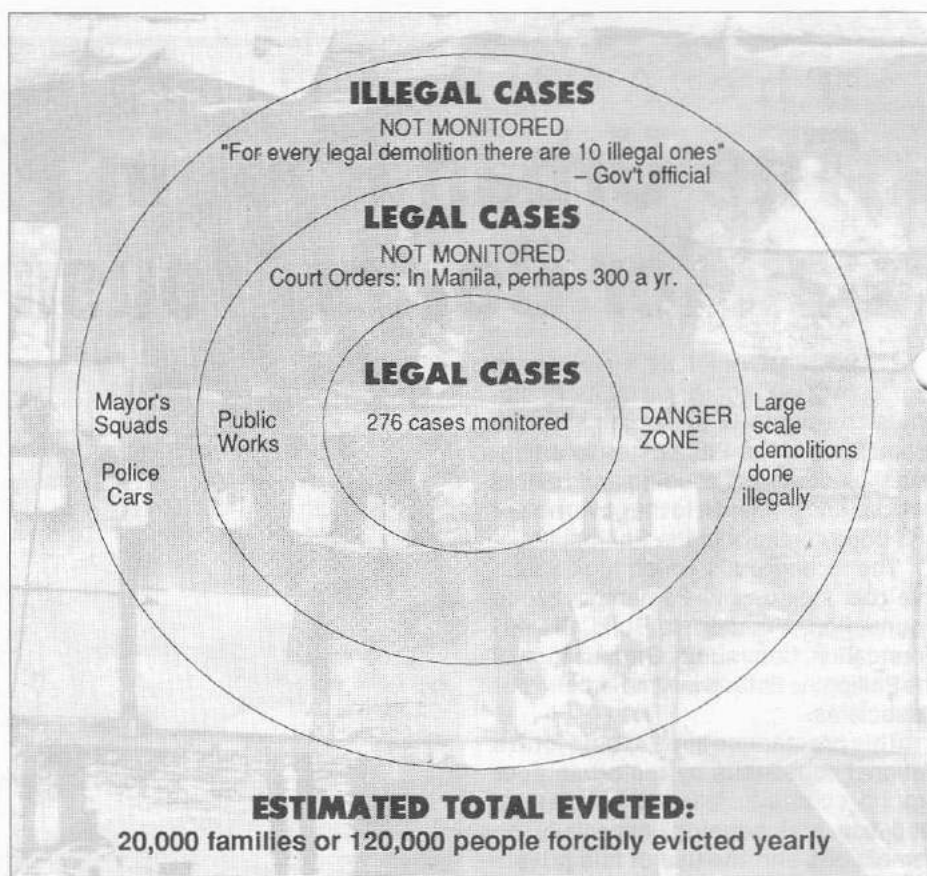 ILLEGAL CASES
NOT MONITORED
"For every legal demolition there are 10 illegal ones"
– Gov't official
LEGAL CASES
NOT MONITORED
Court Orders: In Manila, perhaps 300 a yr.
LEGAL CASES
276 cases monitored
Mayor's
Squads
Police
Cars
Public
Works
DANGER
ZONE
Large
scale
demolitions
done
illegally
ESTIMATED TOTAL EVICTED:
20,000 families or 120,000 people forcibly evicted yearly